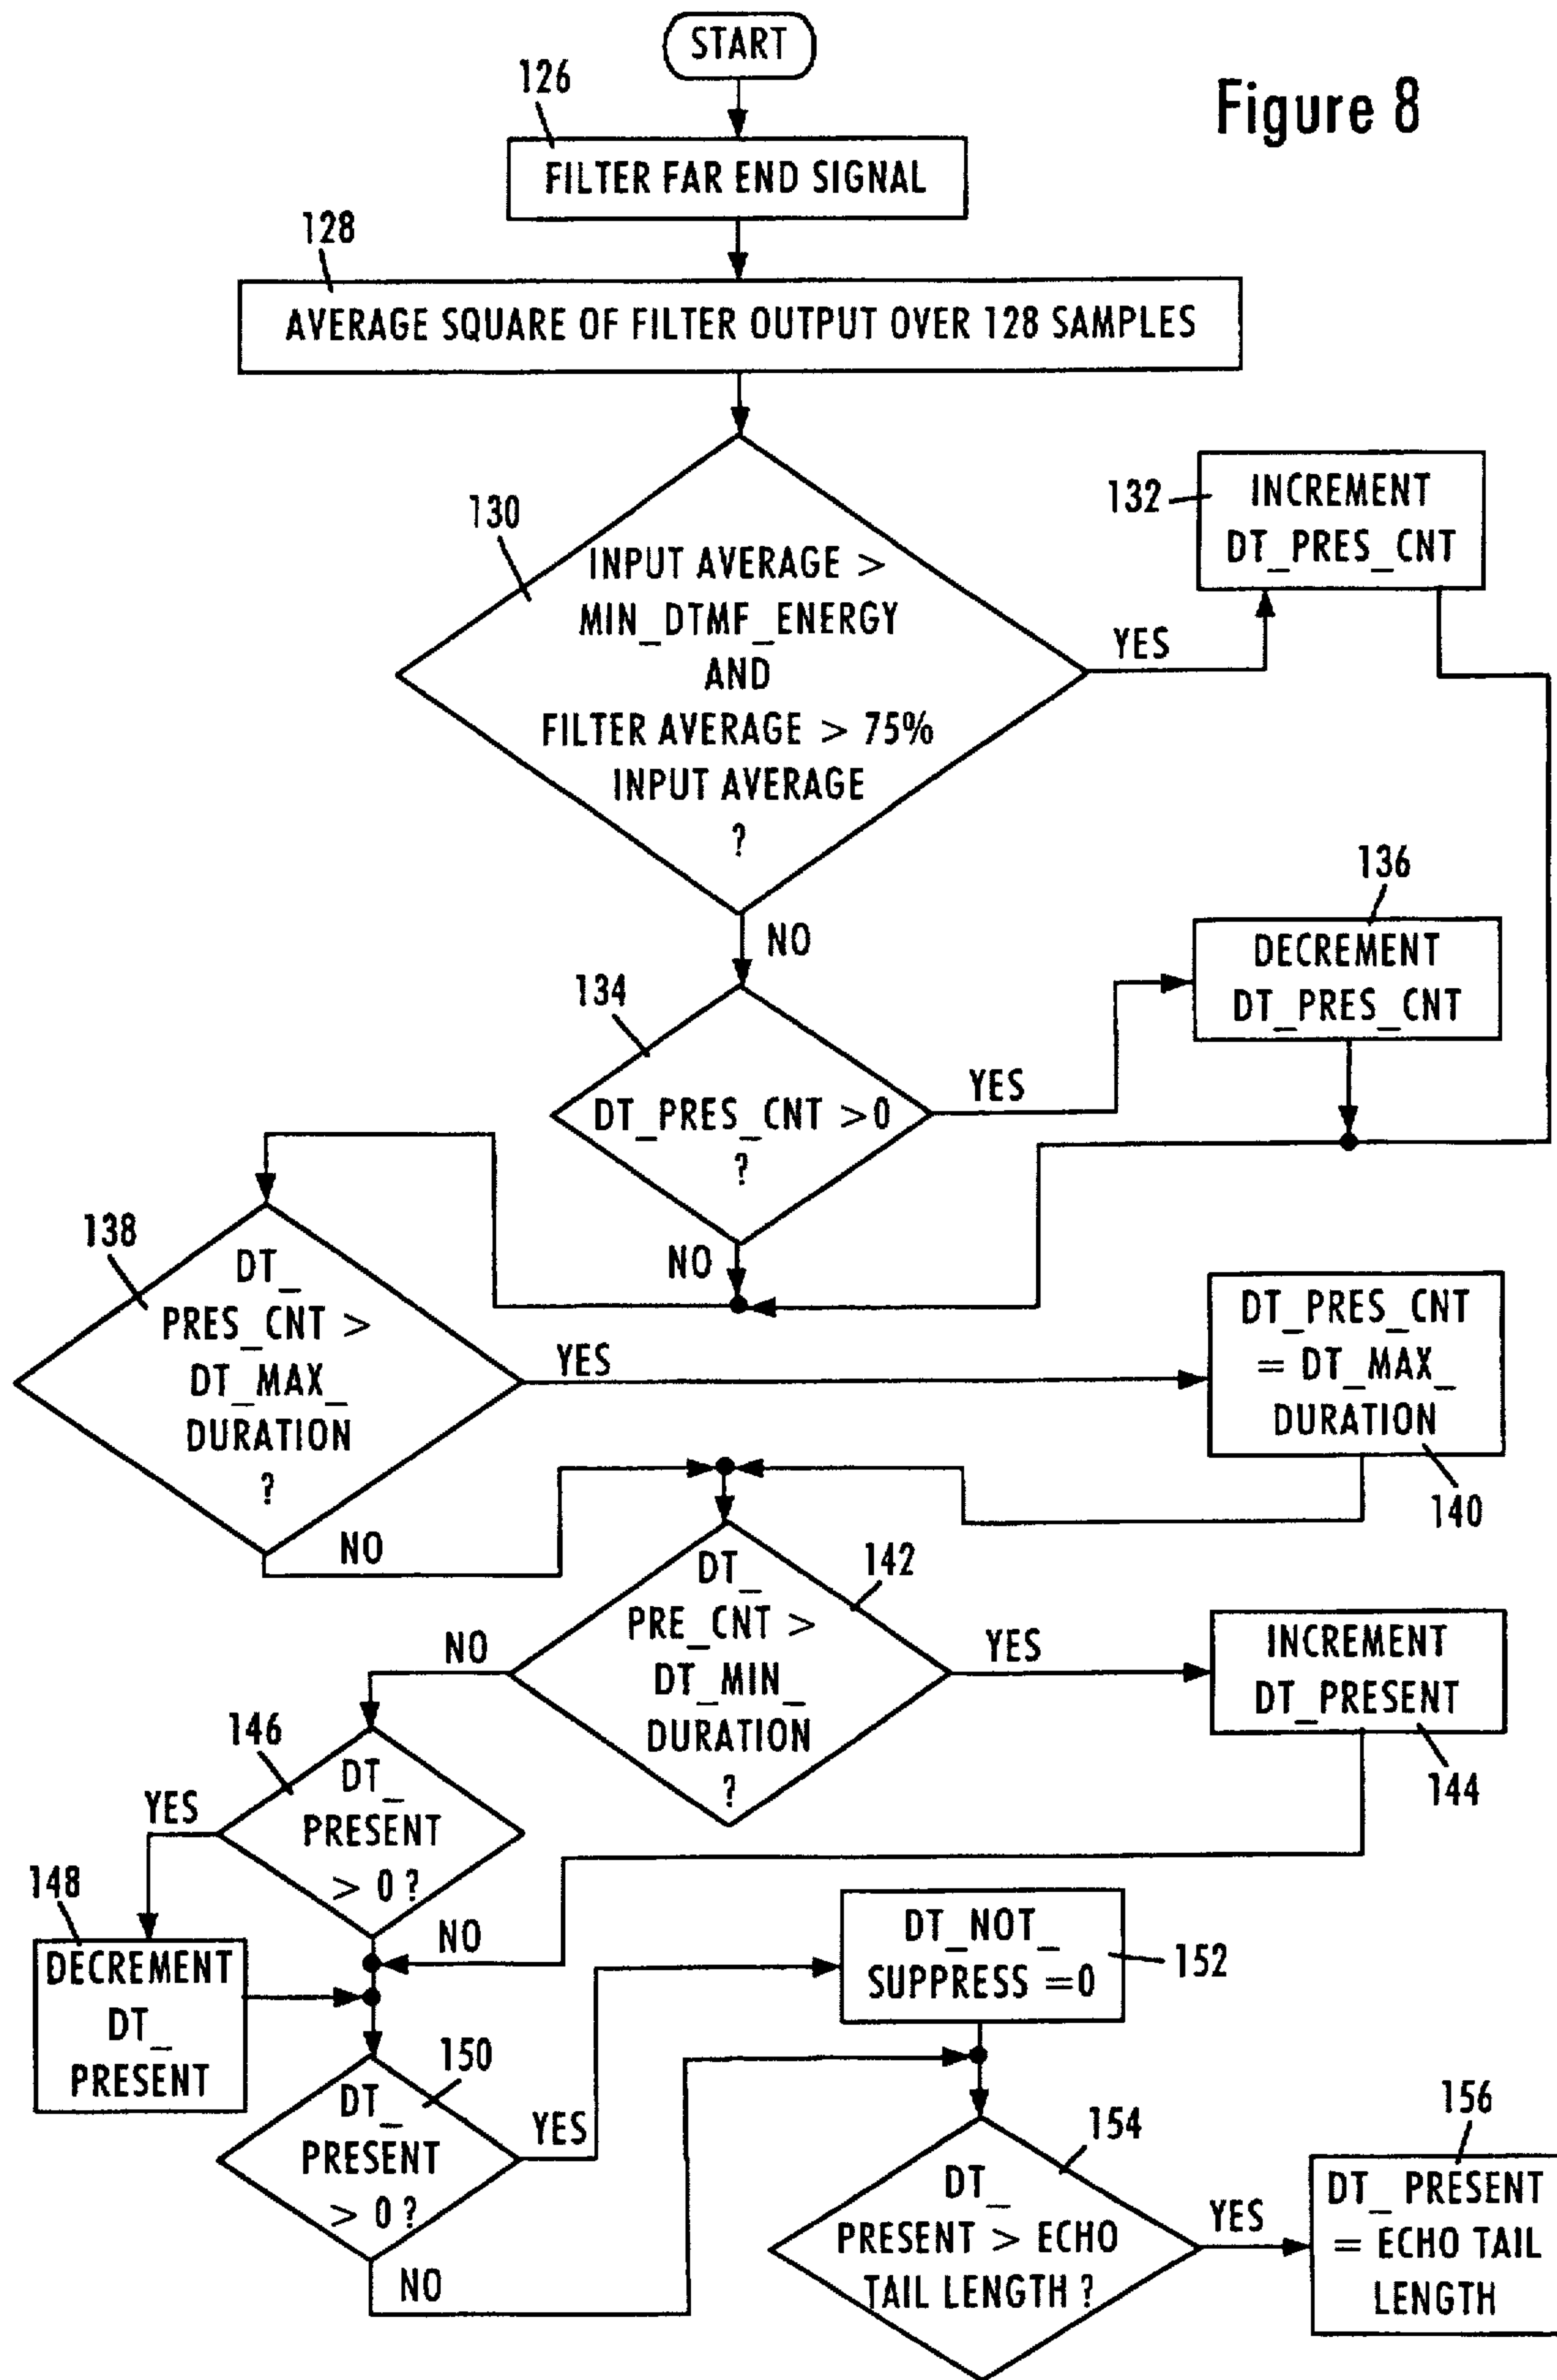 START
Figure 8
126
FILTER FAR END SIGNAL
128
AVERAGE SQUARE OF FILTER OUTPUT OVER 128 SAMPLES
130
INPUT AVERAGE >
MIN_DTMF_ENERGY
AND
FILTER AVERAGE > 75%
INPUT AVERAGE
?
YES
132
INCREMENT
DT_PRES_CNT
NO
134
DT_PRES_CNT >0
?
YES
136
DECREMENT
DT_PRES_CNT
NO
138
DT_
PRES_CNT >
DT_MAX_
DURATION
?
YES
DT_PRES_CNT
= DT_MAX_
DURATION
140
NO
142
DT_
PRE_CNT >
DT_MIN_
DURATION
?
YES
INCREMENT
DT_PRESENT
144
NO
146
DT_
PRESENT
> 0 ?
YES
148
DECREMENT
DT_
PRESENT
NO
150
DT_
PRESENT
> 0 ?
YES
DT_NOT_
SUPPRESS =0
152
NO
154
DT_
PRESENT > ECHO
TAIL LENGTH ?
YES
156
DT_ PRESENT
= ECHO TAIL
LENGTH